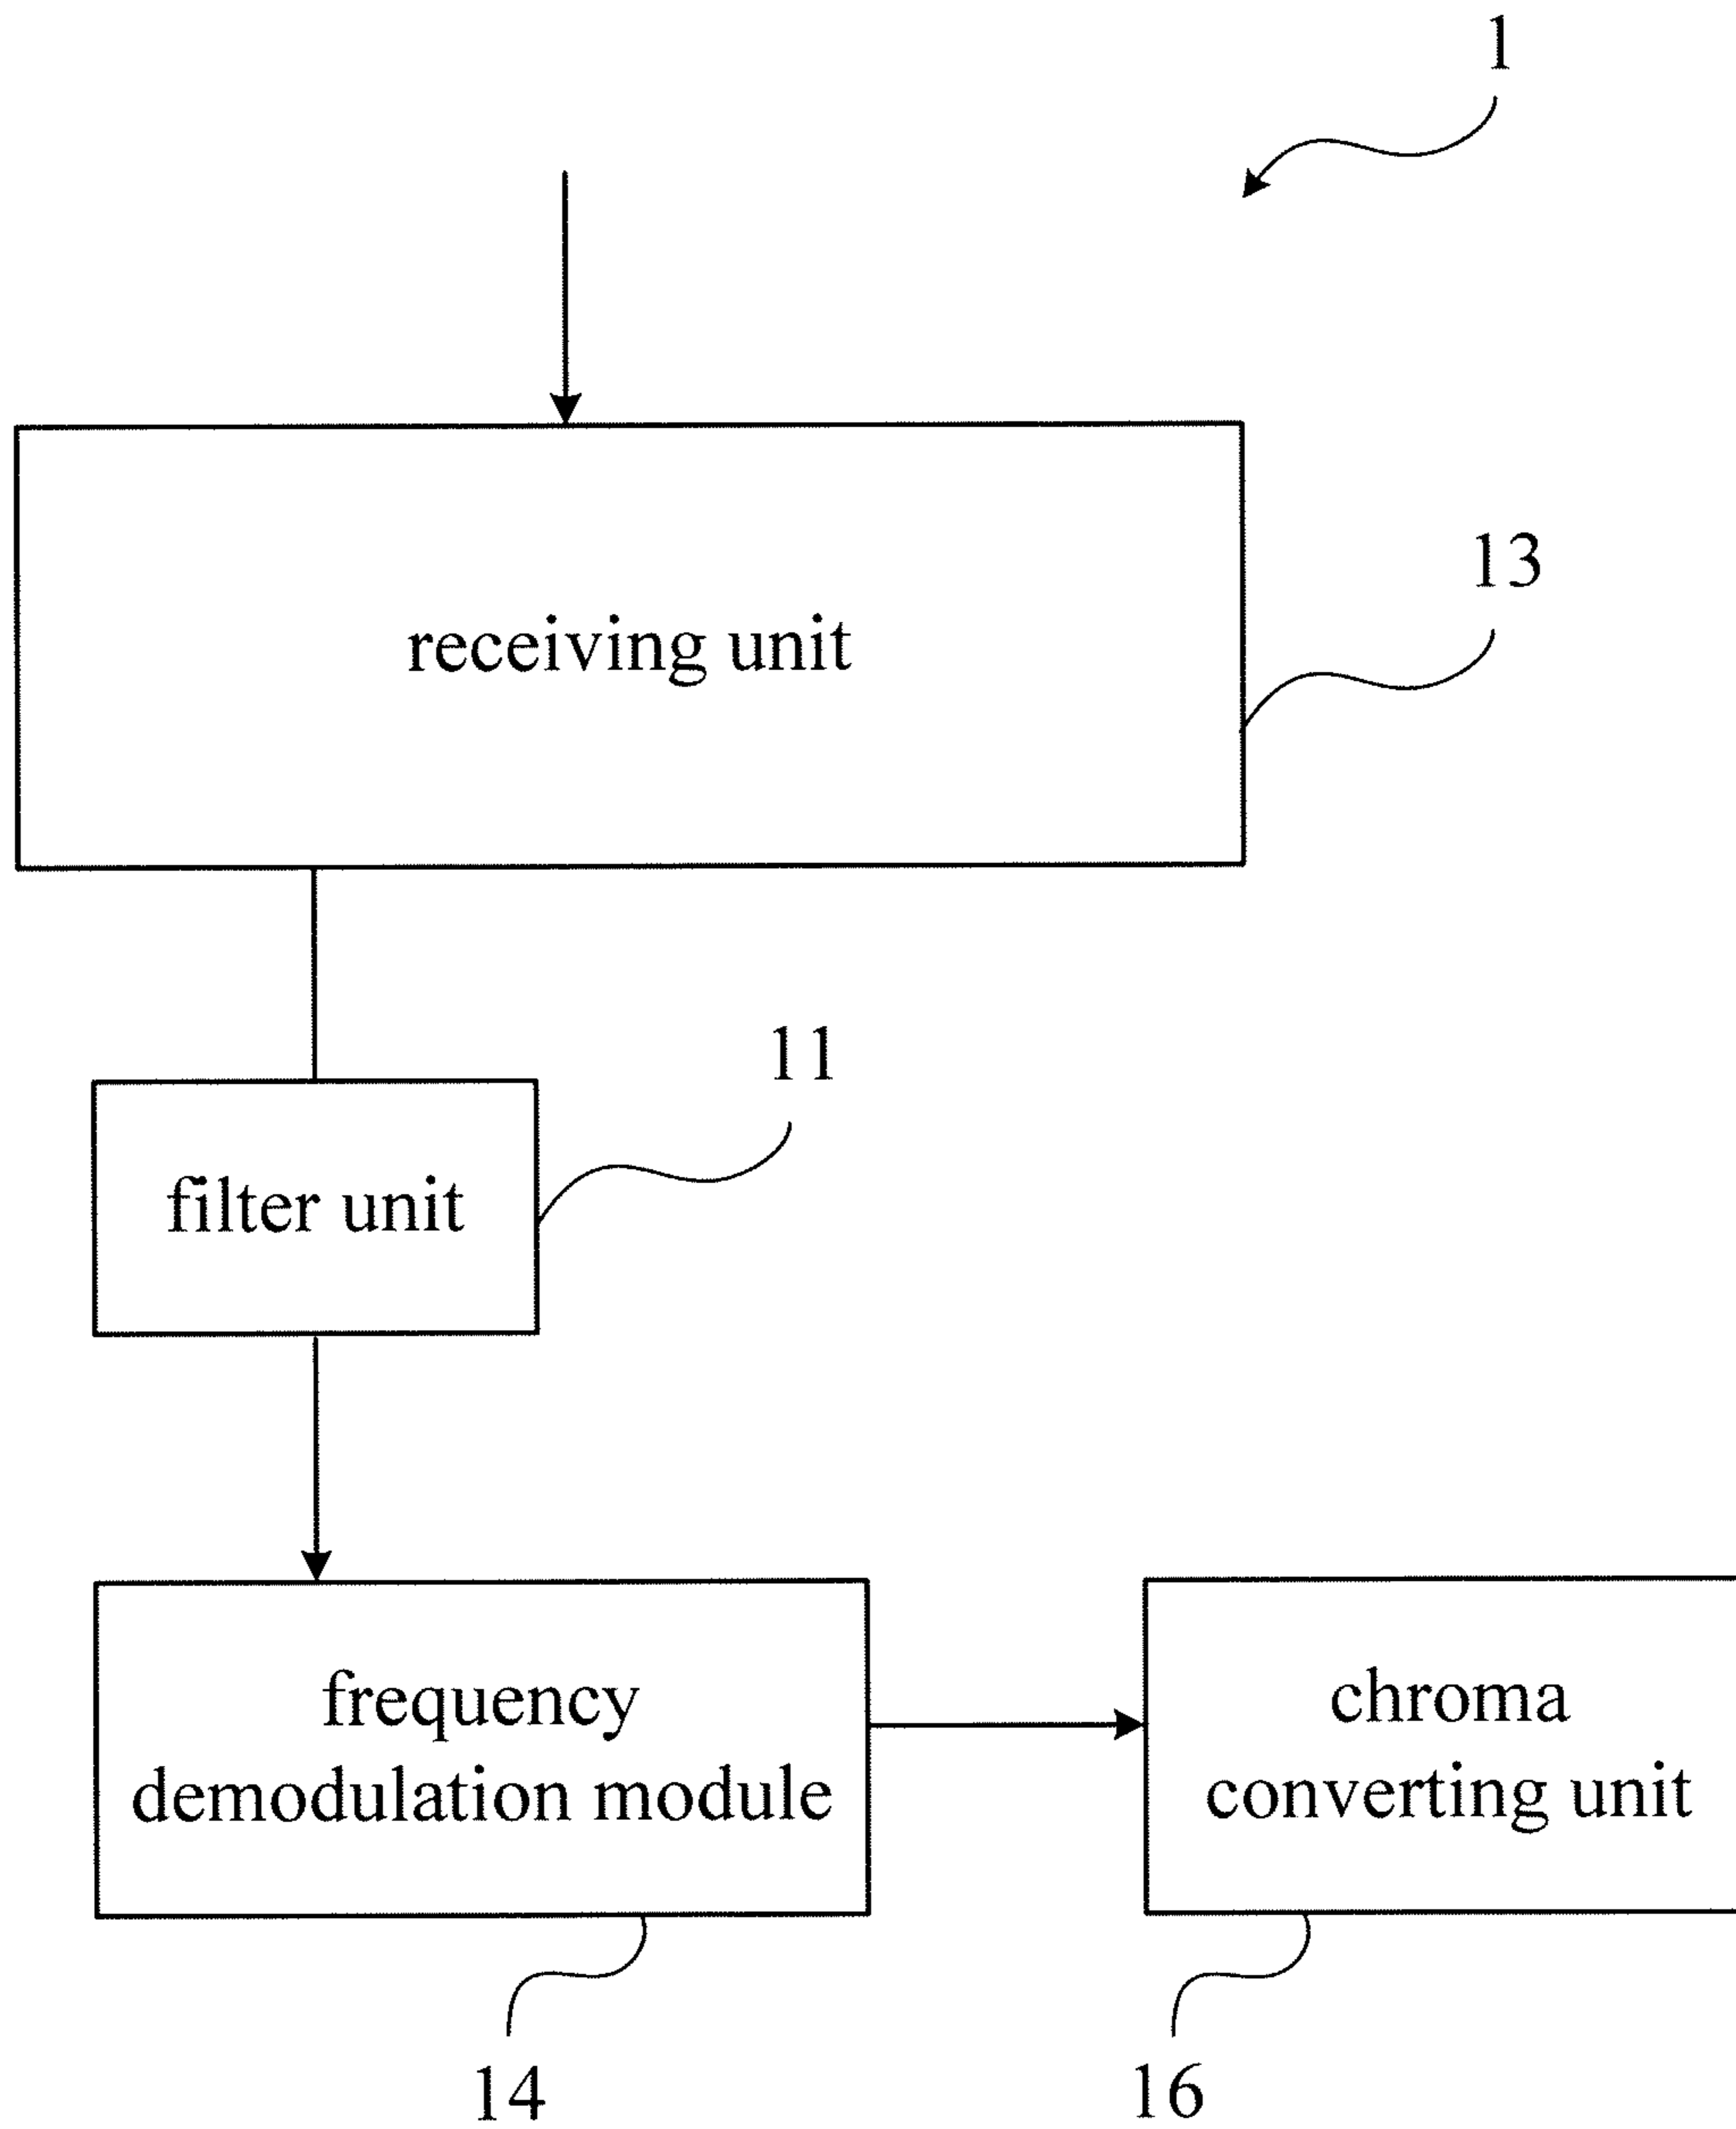 1
13
receiving unit
11
filter unit
frequency
demodulation module
chroma
converting unit
14
16